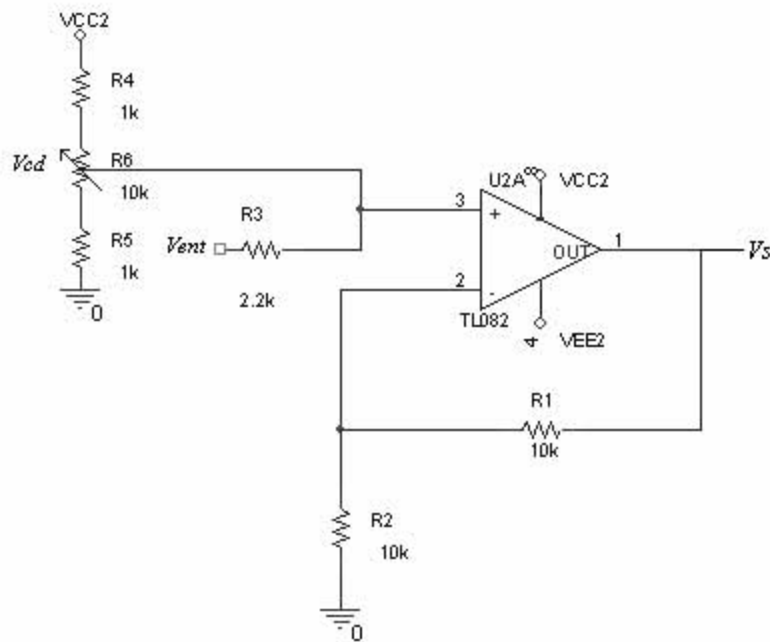 VCC2
R4
1k
Vcd
R6
10k
R5
1k
0
R3
Vent
2.2k
3
+
2
-
U2A
8
VCC2
OUT
1
Vs
TL082
4
VEE2
R1
10k
R2
10k
0